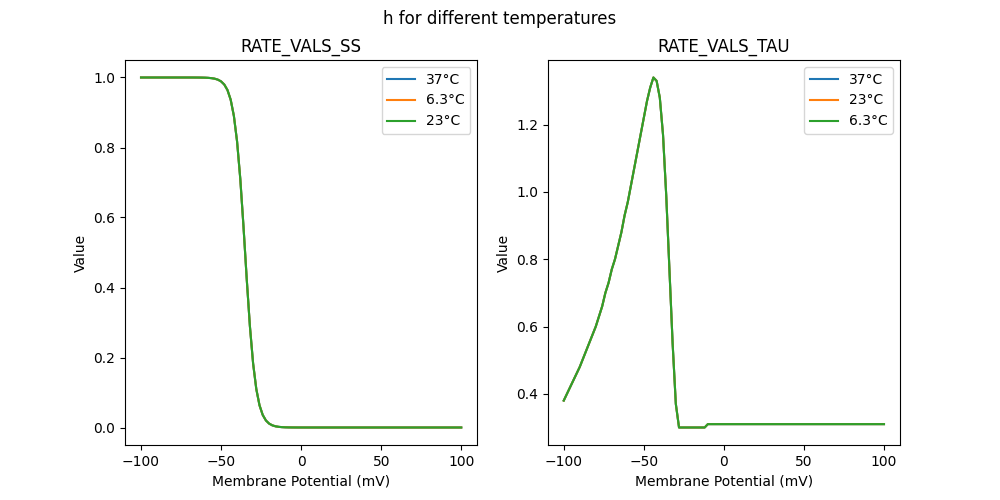 h for different temperatures
RATE_VALS_SS
1.0
0.8
0.6
0.4
0.2
0.0
Value
−100
−50
0
50
100
Membrane Potential (mV)
37°C
6.3°C
23°C
RATE_VALS_TAU
1.2
1.0
0.8
0.6
0.4
Value
−100
−50
0
50
100
Membrane Potential (mV)
37°C
23°C
6.3°C